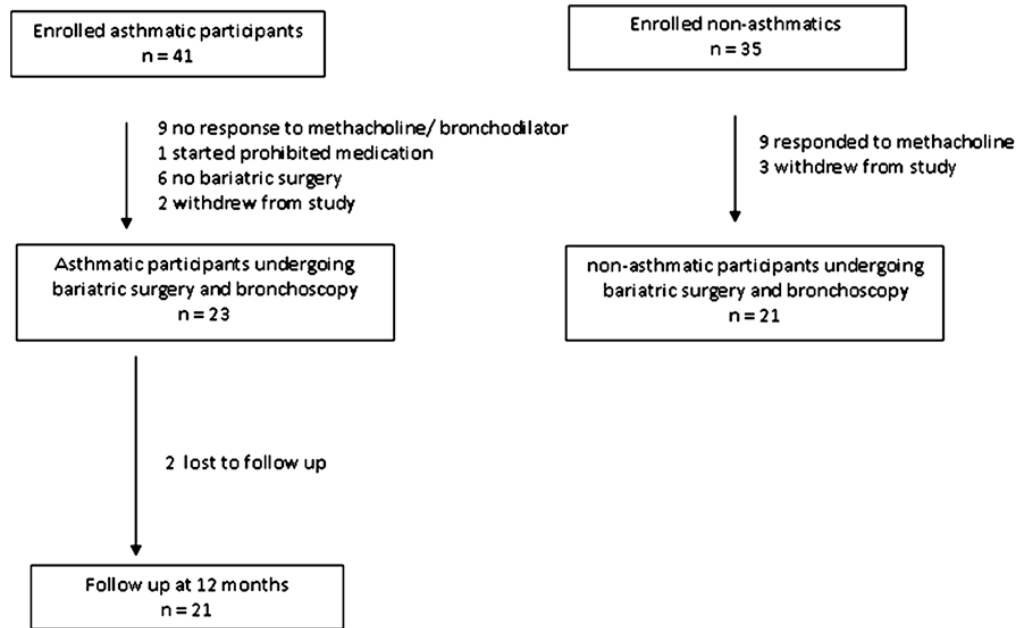 Enrolled asthmatic participants
n = 41
Enrolled non-asthmatics
n = 35
9 no response to methacholine/ bronchodilator
1 started prohibited medication
6 no bariatric surgery
2 withdrew from study
9 responded to methacholine
3 withdrew from study
Asthmatic participants undergoing
bariatric surgery and bronchoscopy
n = 23
non-asthmatic participants undergoing
bariatric surgery and bronchoscopy
n = 21
2 lost to follow up
Follow up at 12 months
n = 21